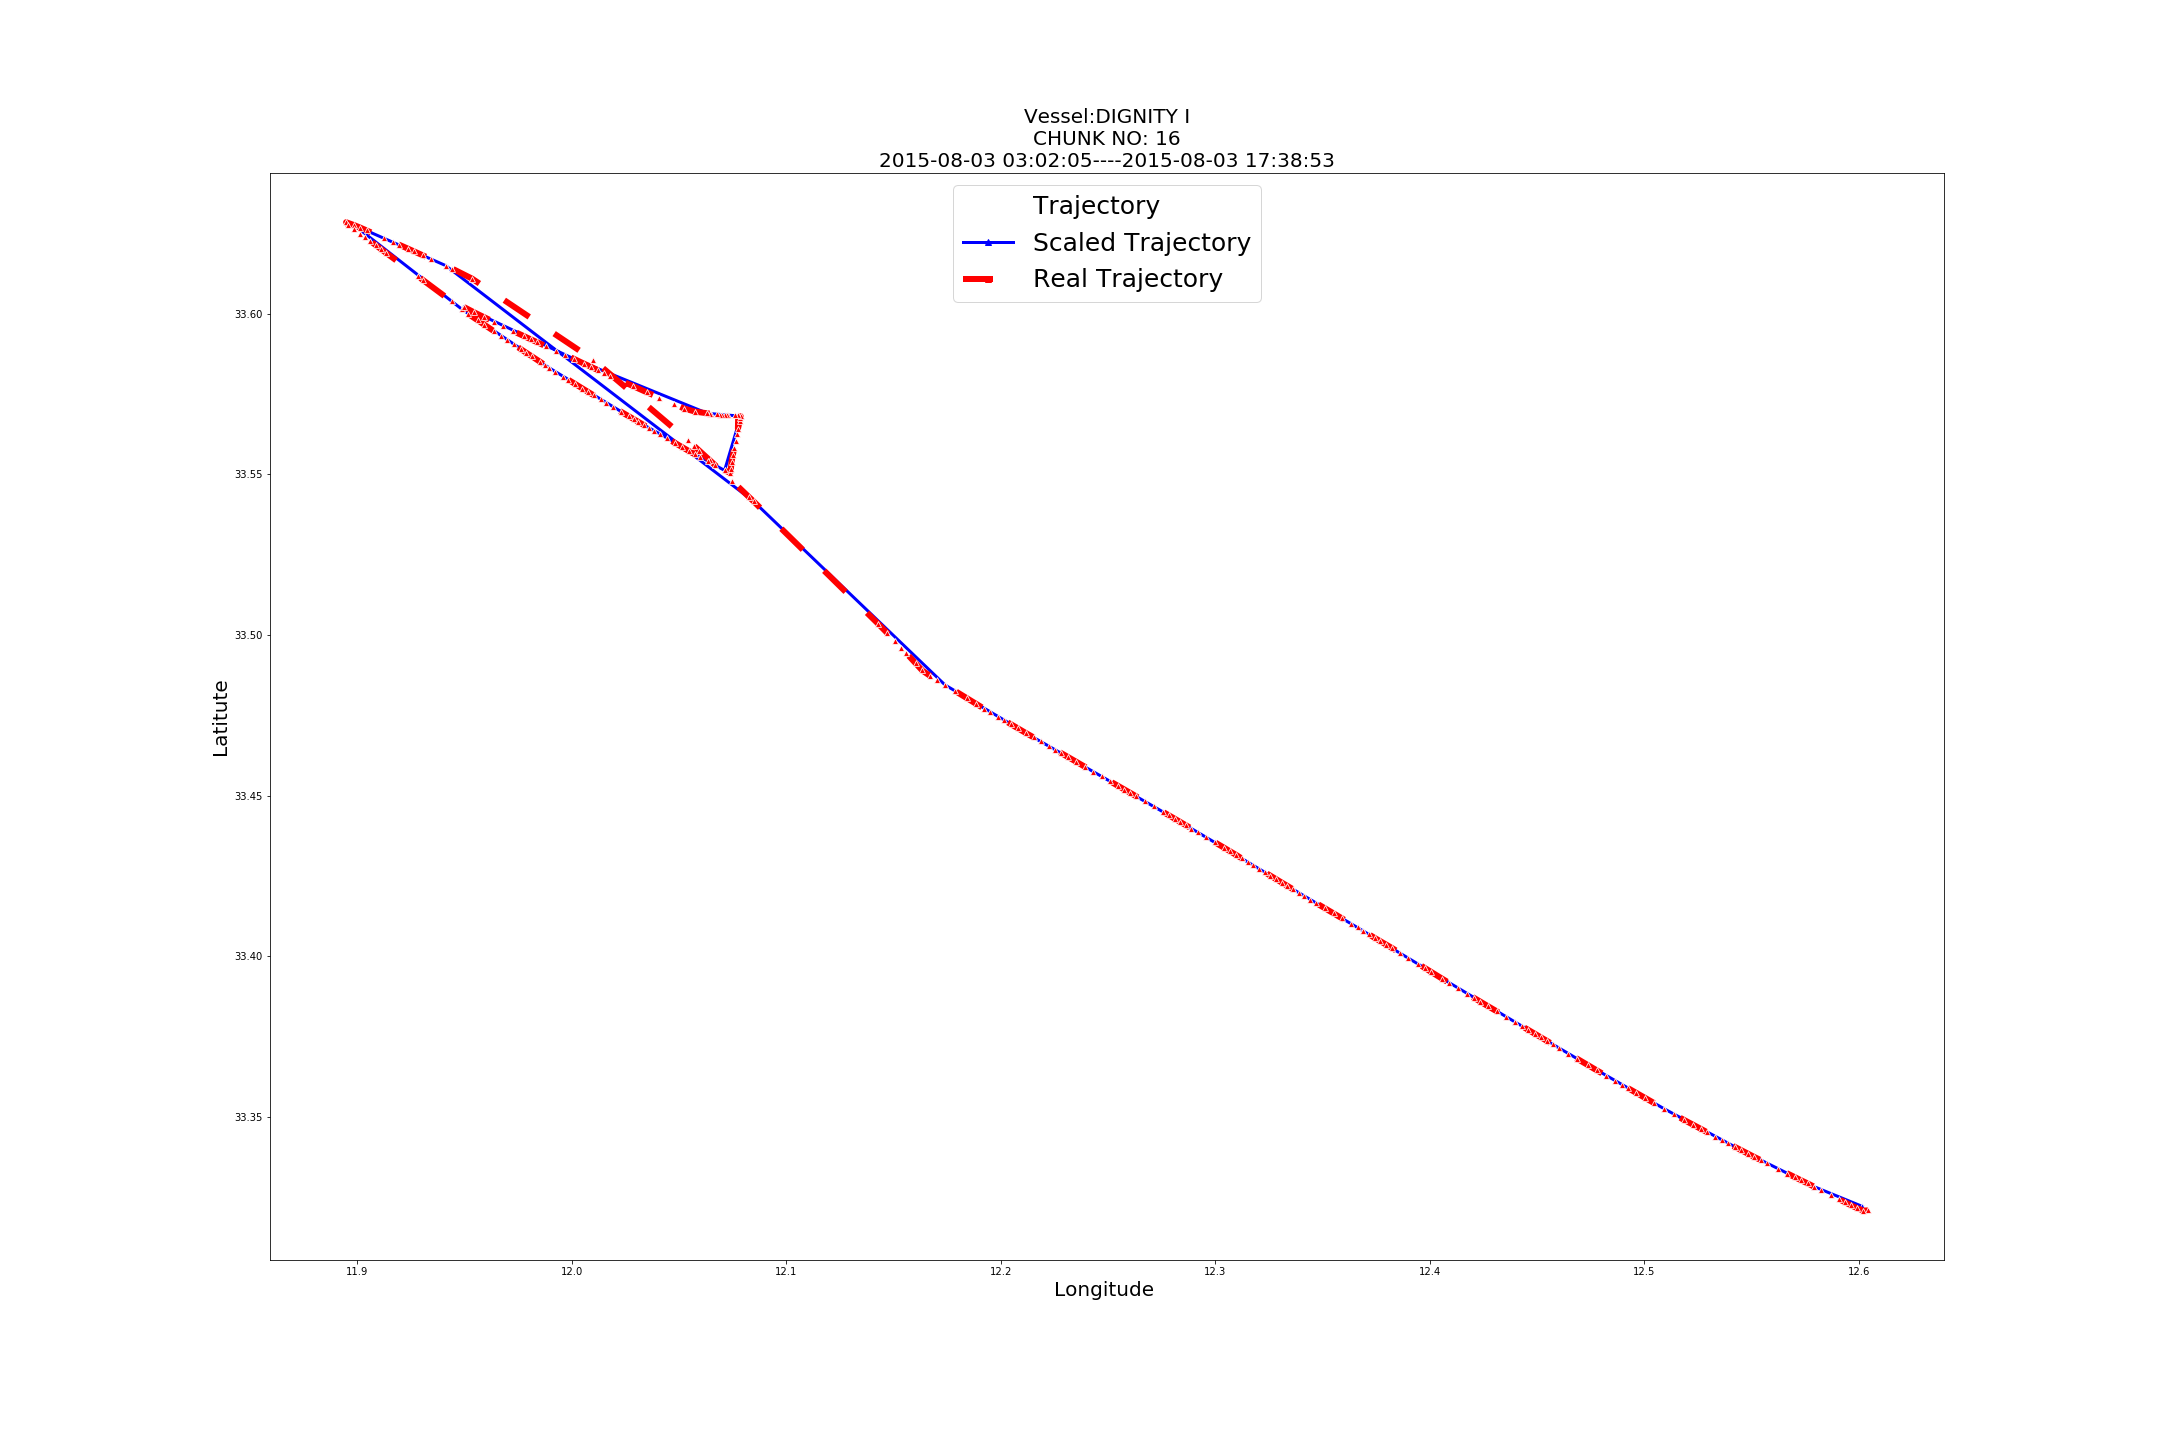 Vessel:DIGNITY I
CHUNK NO: 16
2015-08-03 03:02:05----2015-08-03 17:38:53
Trajectory
Scaled Trajectory
Real Trajectory
33.60
33.55
33.50
33.45
33.40
33.35
Latitute
11.9 12.0 12.1 12.2 12.3 12.4 12.5 12.6
Longitude